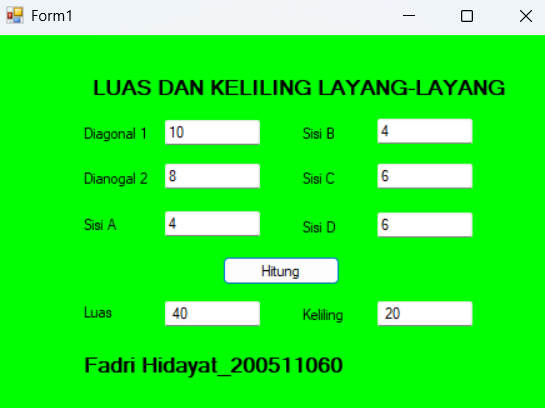 Form1
LUAS DAN KELILING LAYANG-LAYANG
Diagonal 1 10 Sisi B 4
Dianogal 2 8 Sisi C 6
Sisi A 4 Sisi D 6
Hitung
Luas 40 Keliling 20
Fadri Hidayat_200511060